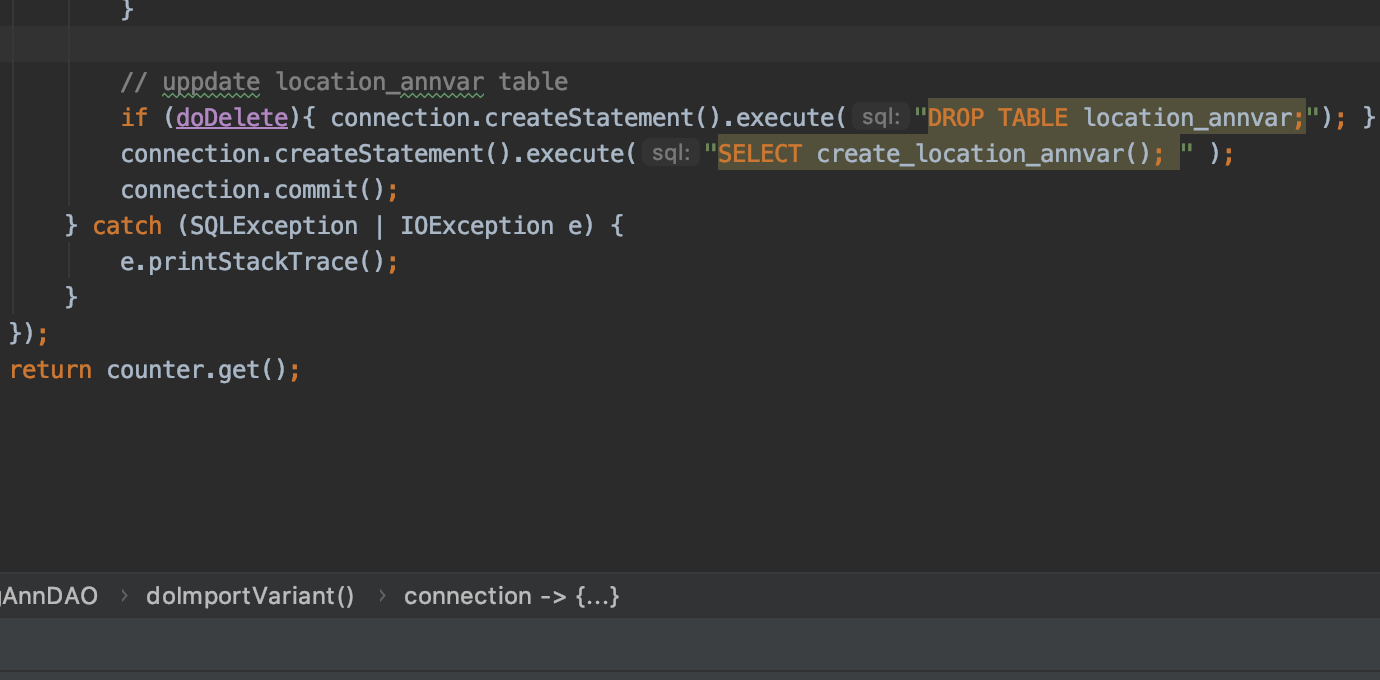 }
// uppdate location_annvar table
if (doDelete){ connection.createStatement().execute( sql: "DROP TABLE location_annvar;"); }
connection.createStatement().execute( sql: "SELECT create_location_annvar(); " );
connection.commit();
} catch (SQLException | IOException e) {
e.printStackTrace();
}
});
return counter.get();
AnnDAO › doImportVariant() › connection -> {...}